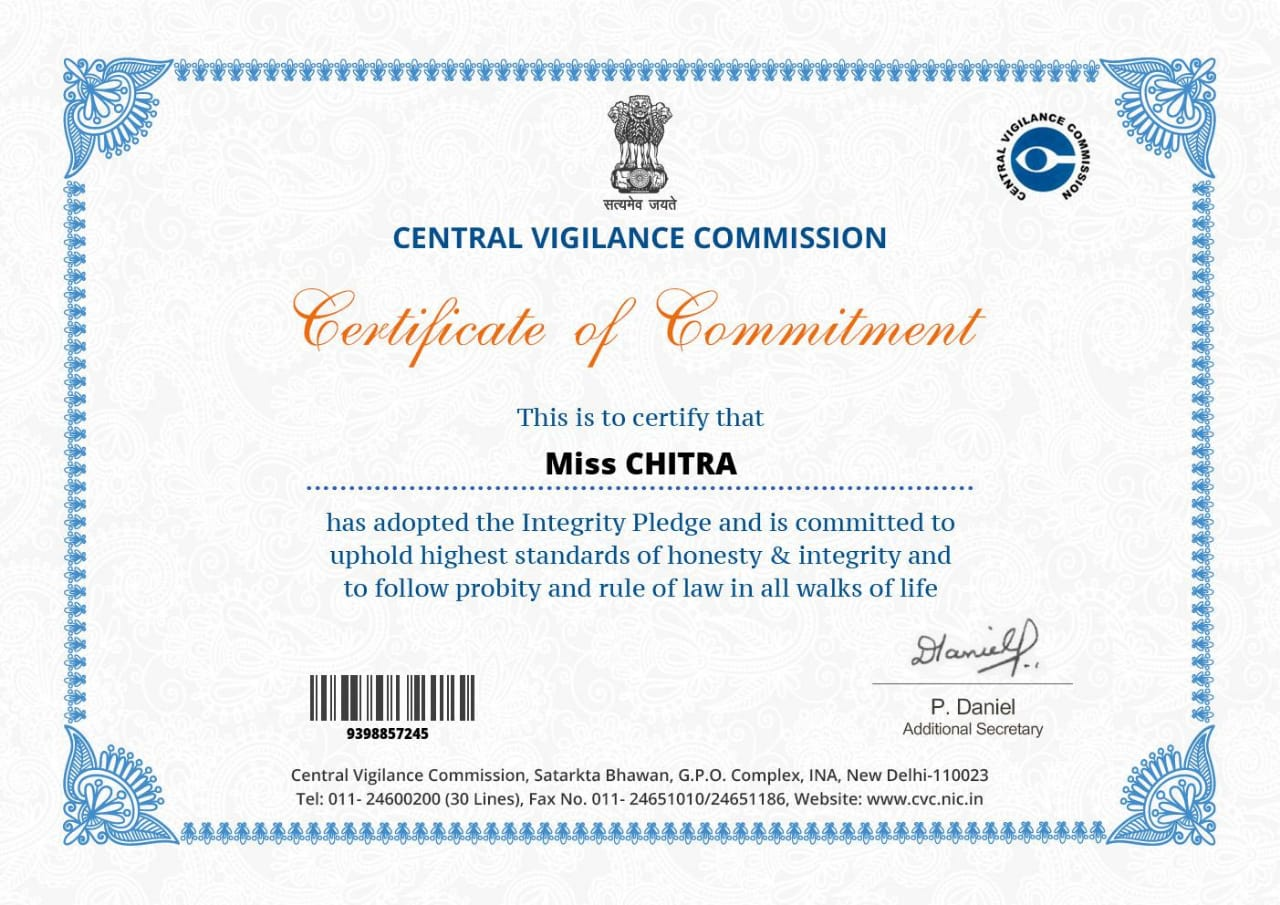 सत्यमेव जयते
CENTRAL VIGILANCE COMMISSION
CENTRAL VIGILANCE COMMISSION
Certificate of Commitment
This is to certify that
Miss CHITRA
has adopted the Integrity Pledge and is committed to
uphold highest standards of honesty & integrity and
to follow probity and rule of law in all walks of life
DanielP..
P. Daniel
Additional Secretary
9398857245
Central Vigilance Commission, Satarkta Bhawan, G.P.O. Complex, INA, New Delhi-110023
Tel: 011- 24600200 (30 Lines), Fax No. 011- 24651010/24651186, Website: www.cvc.nic.in